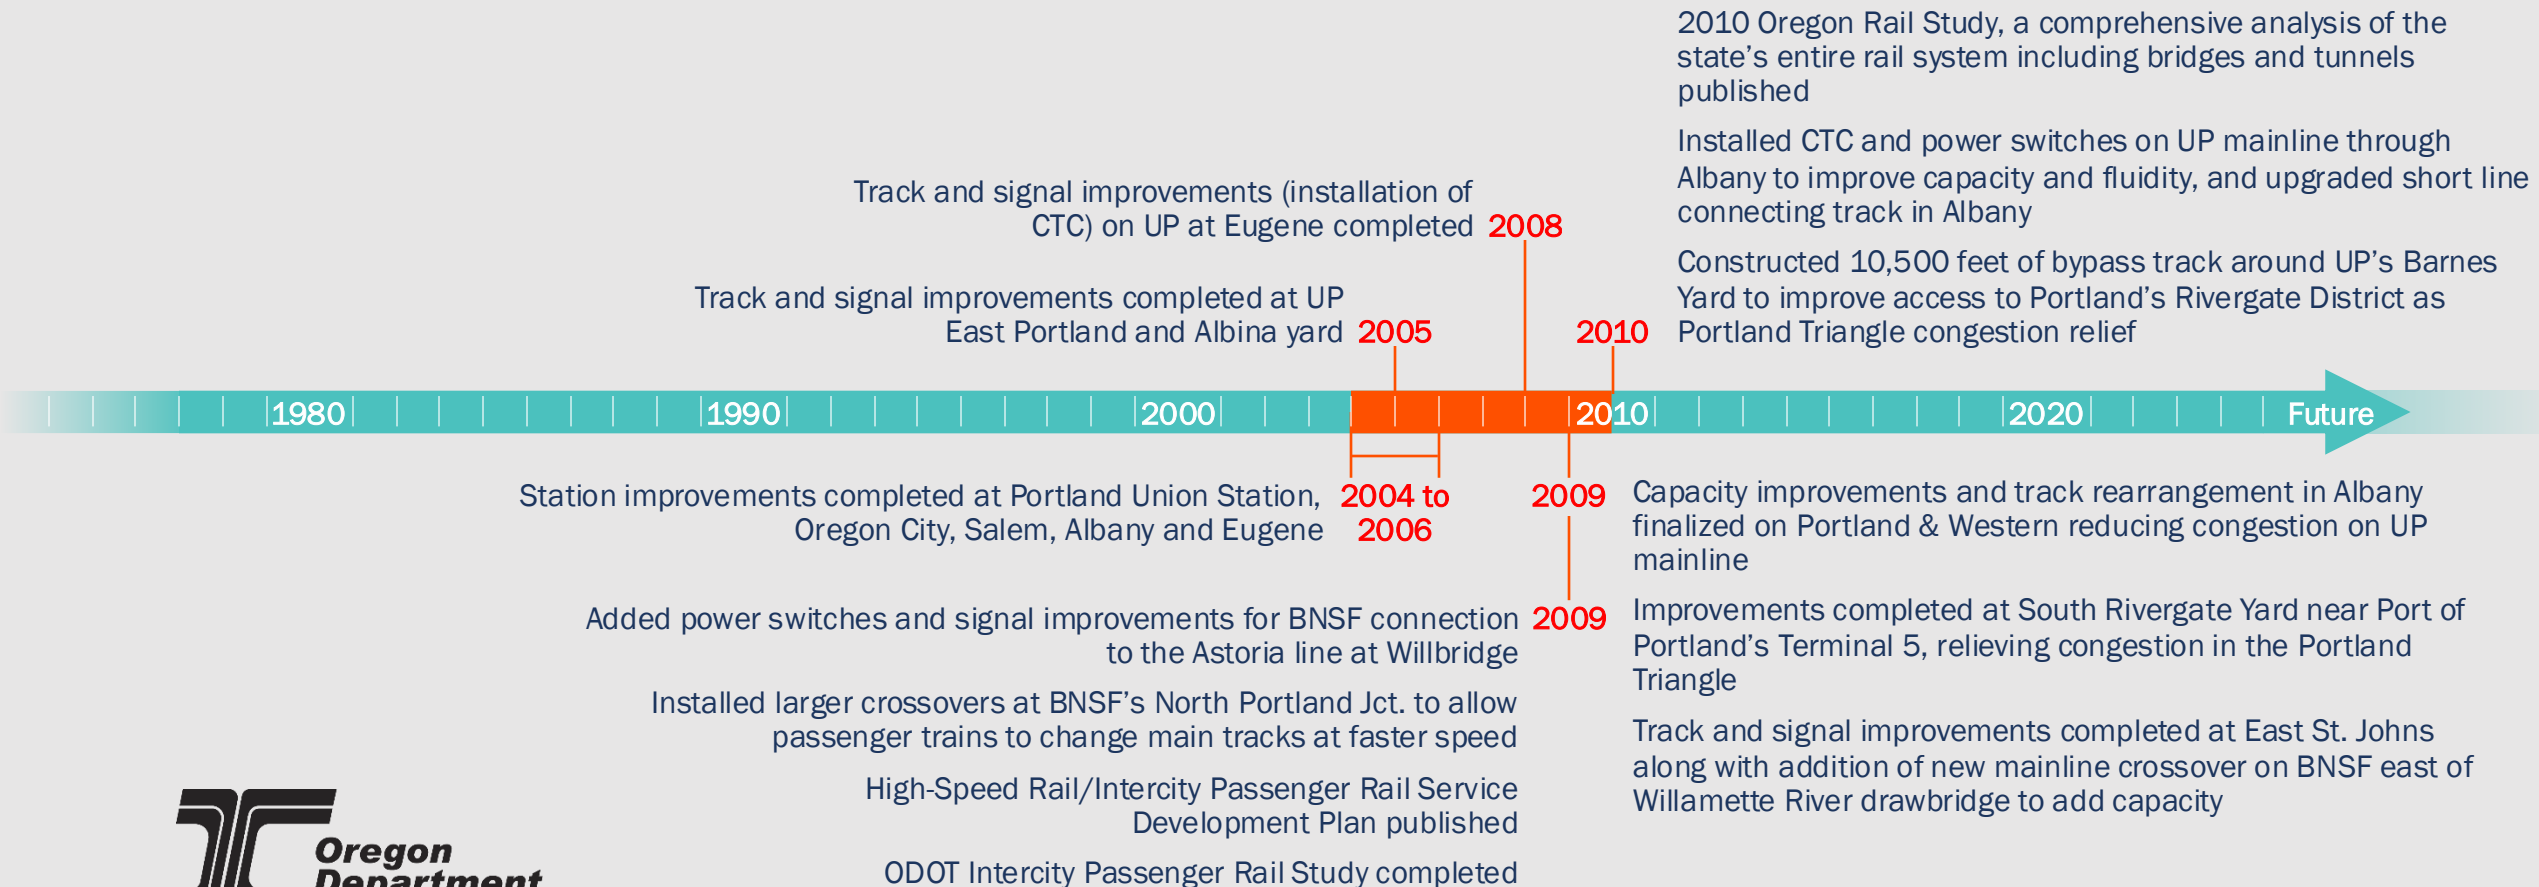 2010 Oregon Rail Study, a comprehensive analysis of the
state's entire rail system including bridges and tunnels
published
Installed CTC and power switches on UP mainline through
Albany to improve capacity and fluidity, and upgraded short line
connecting track in Albany
Constructed 10,500 feet of bypass track around UP's Barnes
Yard to improve access to Portland's Rivergate District as
2010 Portland Triangle congestion relief
Track and signal improvements (installation of
CTC) on UP at Eugene completed 2008
Track and signal improvements completed at UP
East Portland and Albina yard 2005
1980 1990 2000 2010 2020 Future
Station improvements completed at Portland Union Station, 2004 to
Oregon City, Salem, Albany and Eugene 2006
2009 Capacity improvements and track rearrangement in Albany
finalized on Portland & Western reducing congestion on UP
mainline
Improvements completed at South Rivergate Yard near Port of
Portland's Terminal 5, relieving congestion in the Portland
Triangle
Track and signal improvements completed at East St. Johns
along with addition of new mainline crossover on BNSF east of
Willamette River drawbridge to add capacity
Added power switches and signal improvements for BNSF connection 2009
to the Astoria line at Willbridge
Installed larger crossovers at BNSF's North Portland Jct. to allow
passenger trains to change main tracks at faster speed
High-Speed Rail/Intercity Passenger Rail Service
Development Plan published
ODOT Intercity Passenger Rail Study completed
Oregon
Department